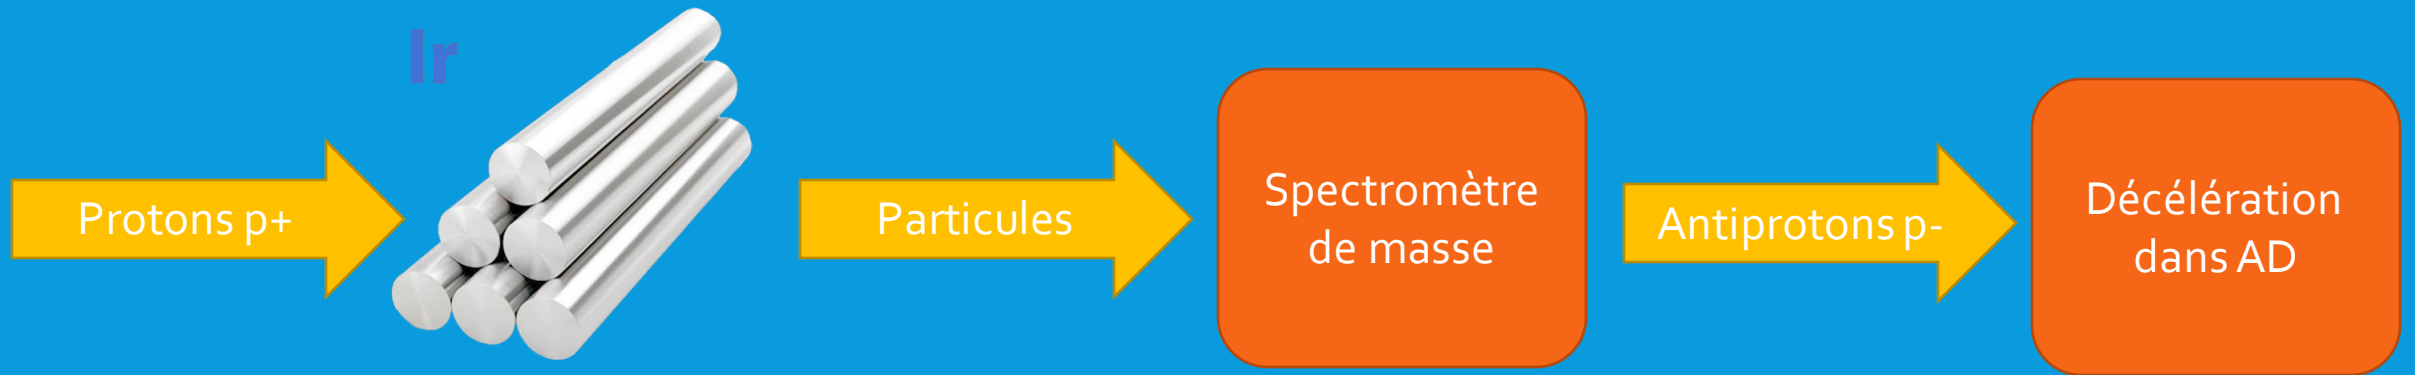 Ir
Protons p+
Particules
Spectromètre
de masse
Antiprotons p-
Décélération
dans AD